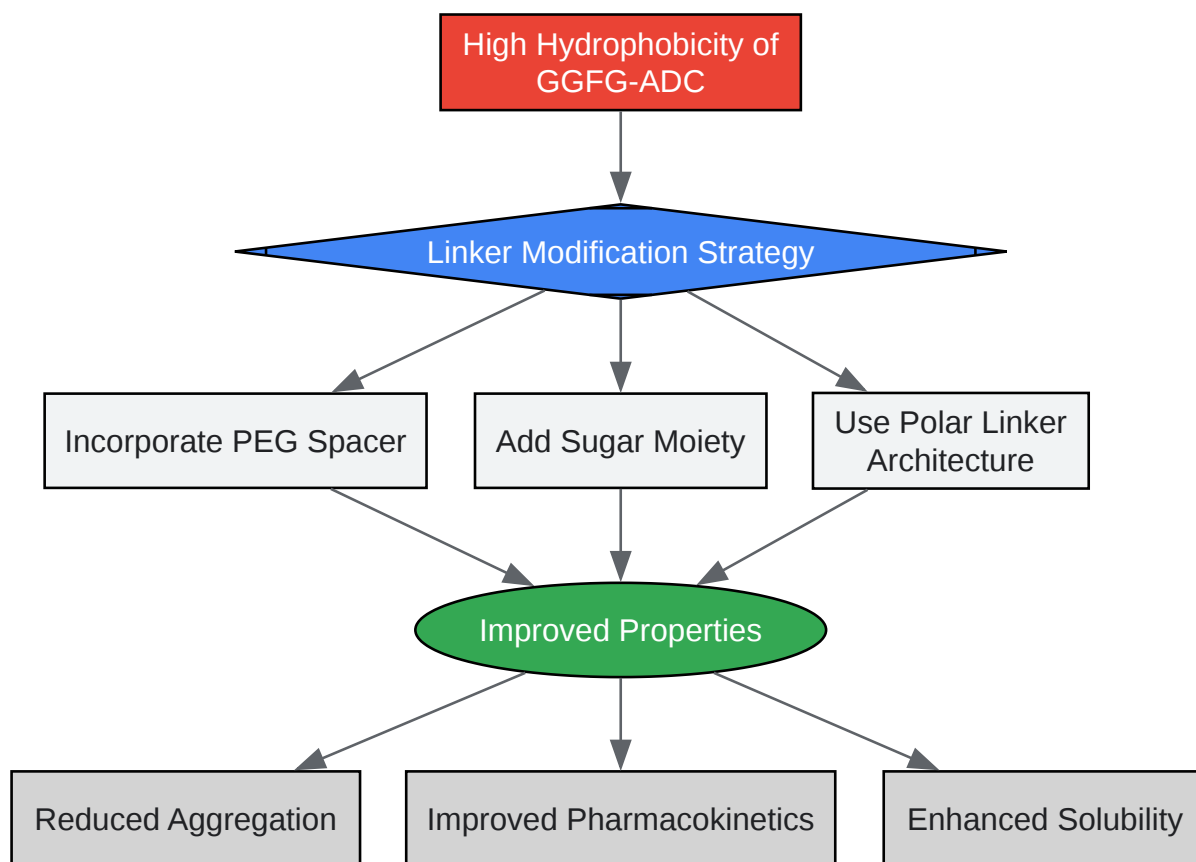 High Hydrophobicity of
GGFG-ADC
Linker Modification Strategy
Incorporate PEG Spacer
Add Sugar Moiety
Use Polar Linker
Architecture
Improved Properties
Reduced Aggregation
Improved Pharmacokinetics
Enhanced Solubility